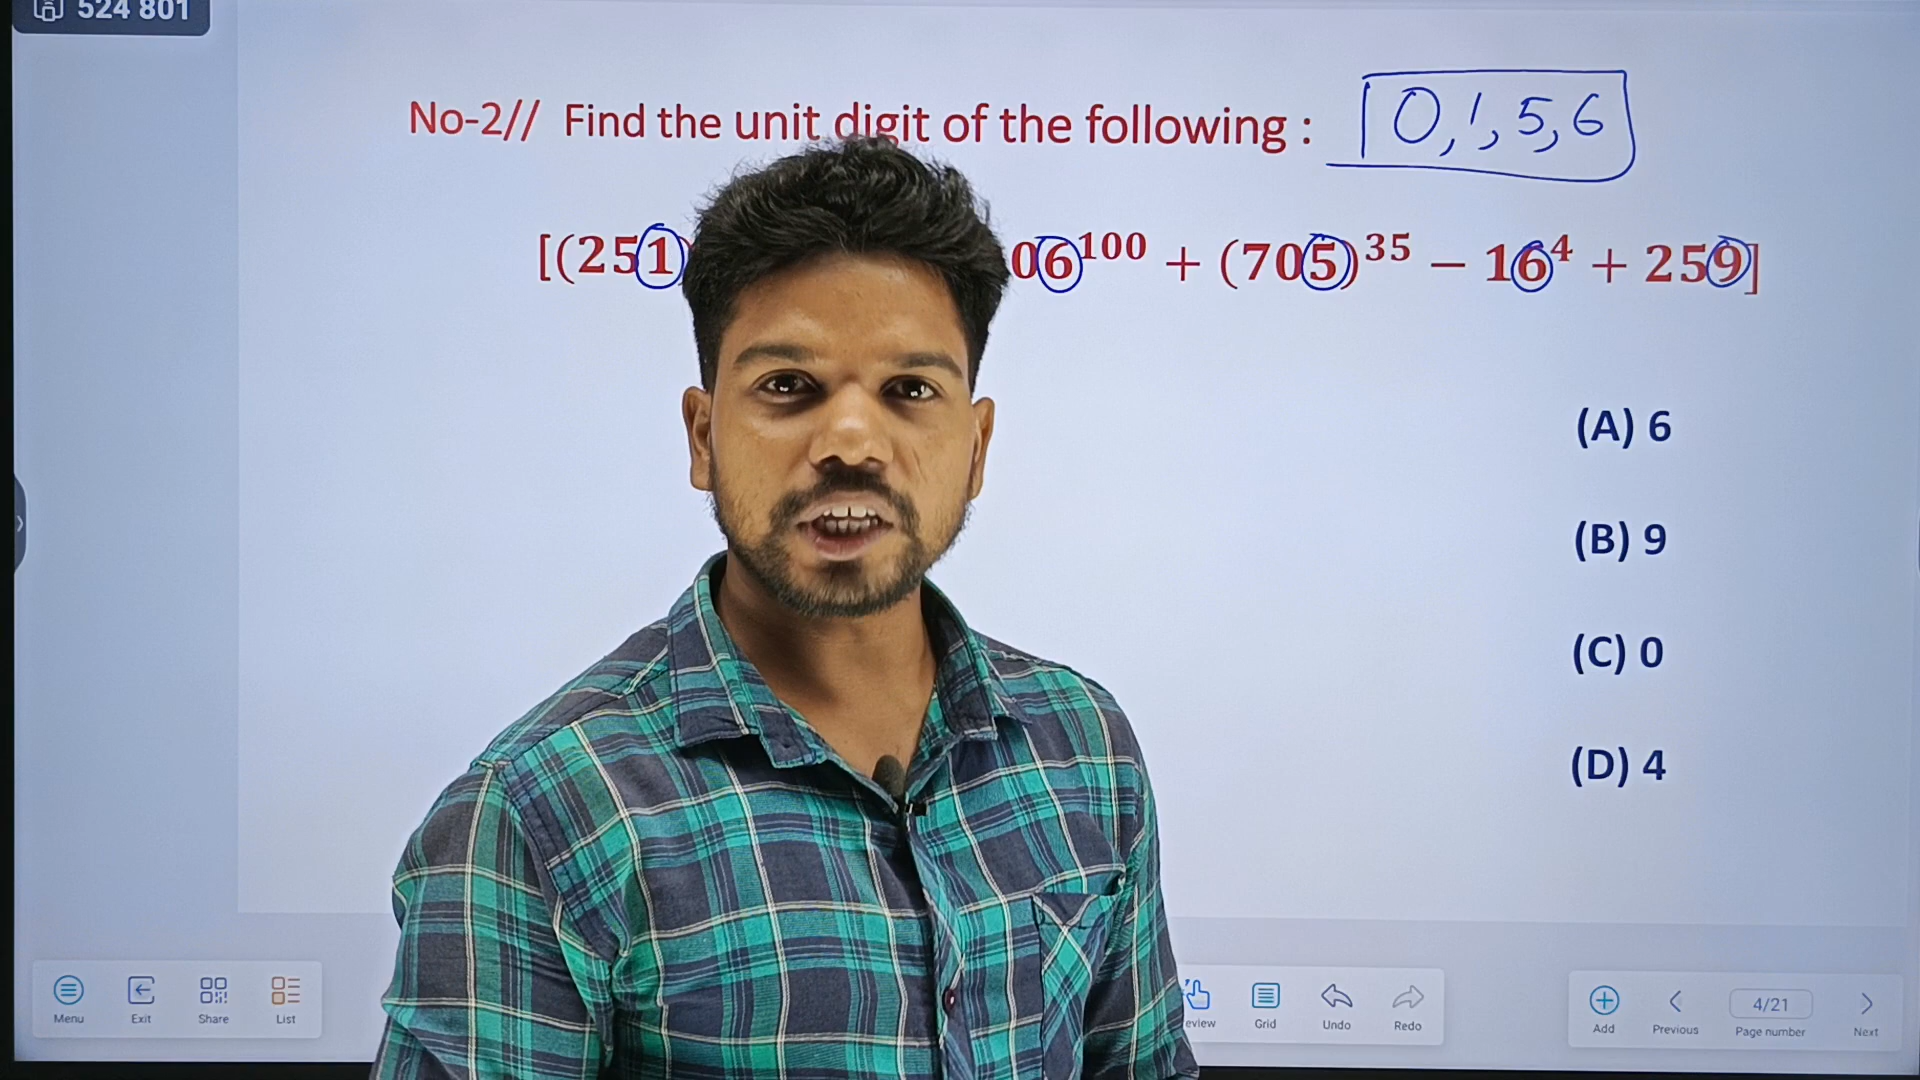 524 801
No-2// Find the unit digit of the following : 0, 1, 5, 6
[(251) 06¹⁰⁰ + (705)³⁵ − 16⁴ + 259]
(A) 6
(B) 9
(C) 0
(D) 4
Menu Exit Share List eview Grid Undo Redo Add Previous 4/21 Page number Next